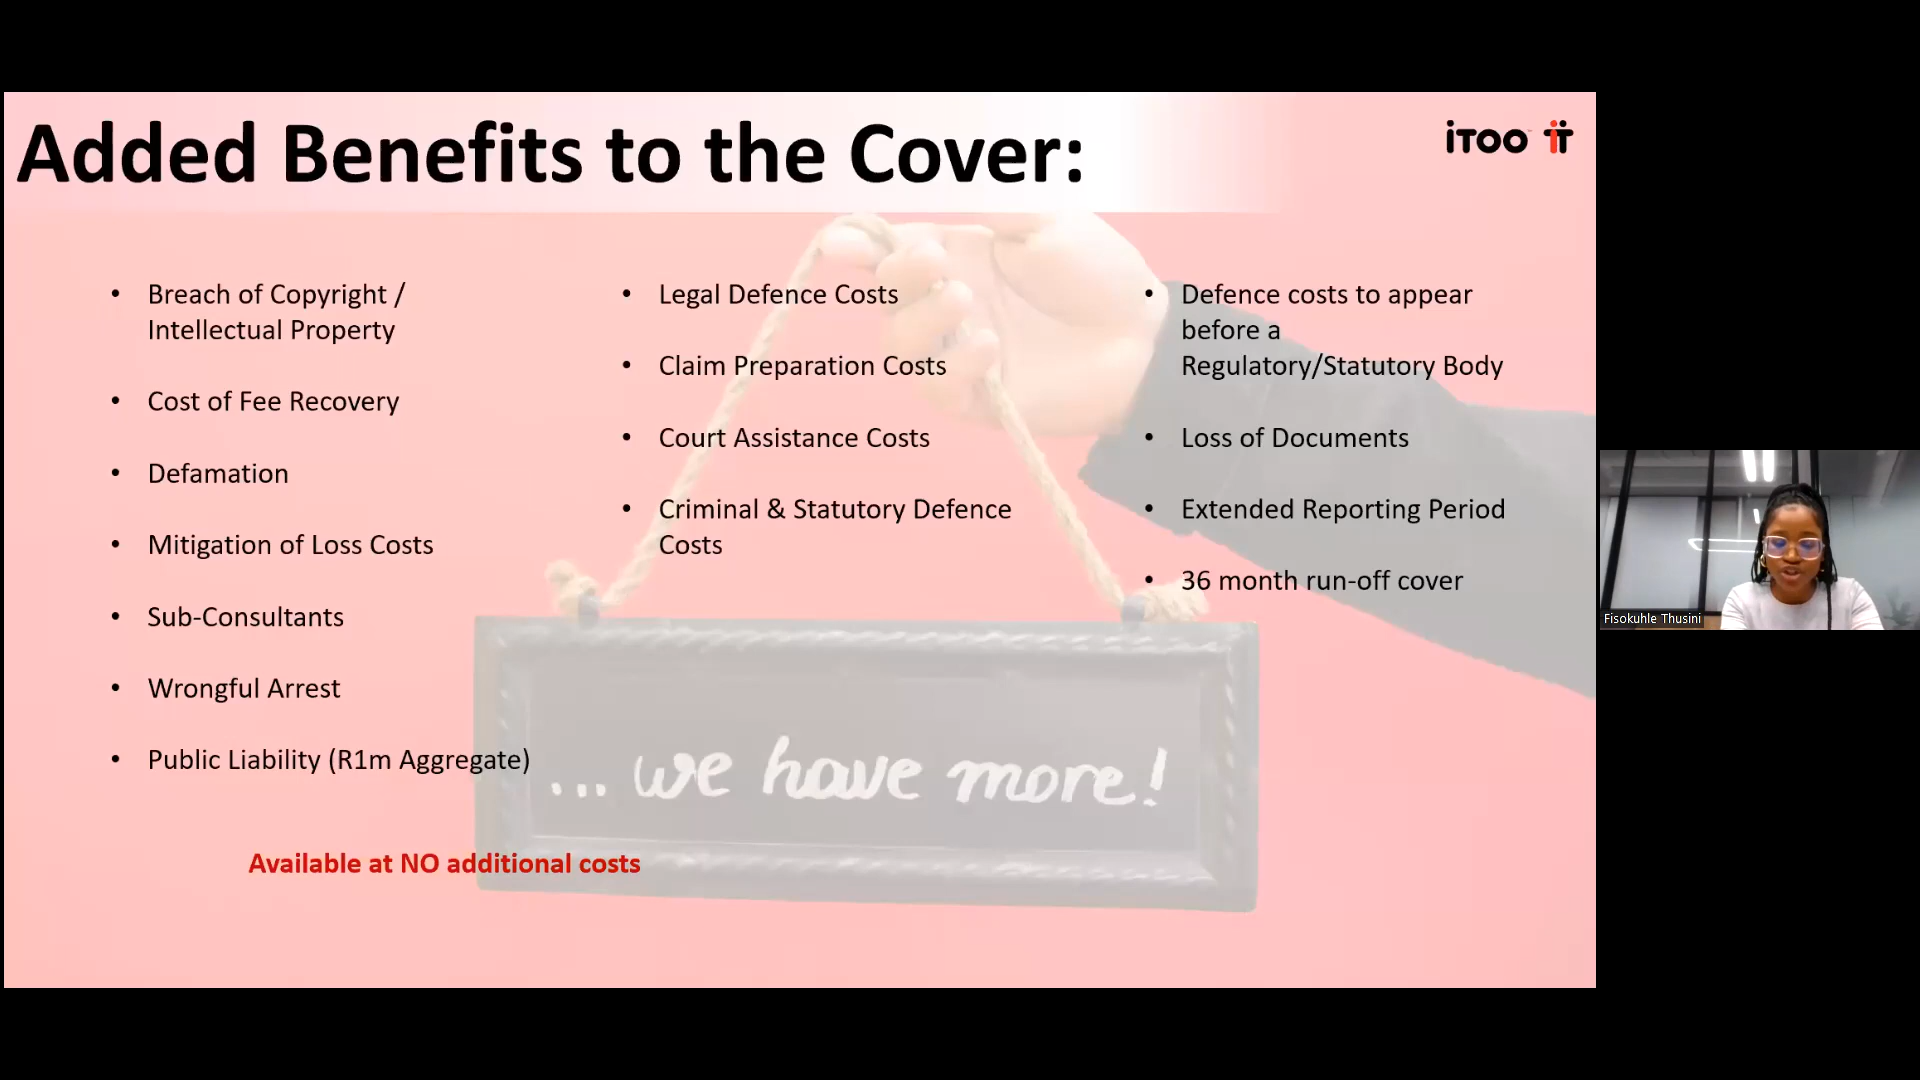 Added Benefits to the Cover:
iTOO
Breach of Copyright /
Intellectual Property
Cost of Fee Recovery
Defamation
Mitigation of Loss Costs
Sub-Consultants
Wrongful Arrest
Public Liability (R1m Aggregate)
Legal Defence Costs
Claim Preparation Costs
Court Assistance Costs
Criminal & Statutory Defence
Costs
Defence costs to appear
before a
Regulatory/Statutory Body
Loss of Documents
Extended Reporting Period
36 month run-off cover
... we have more!
Available at NO additional costs
Fisokuhle Thusini